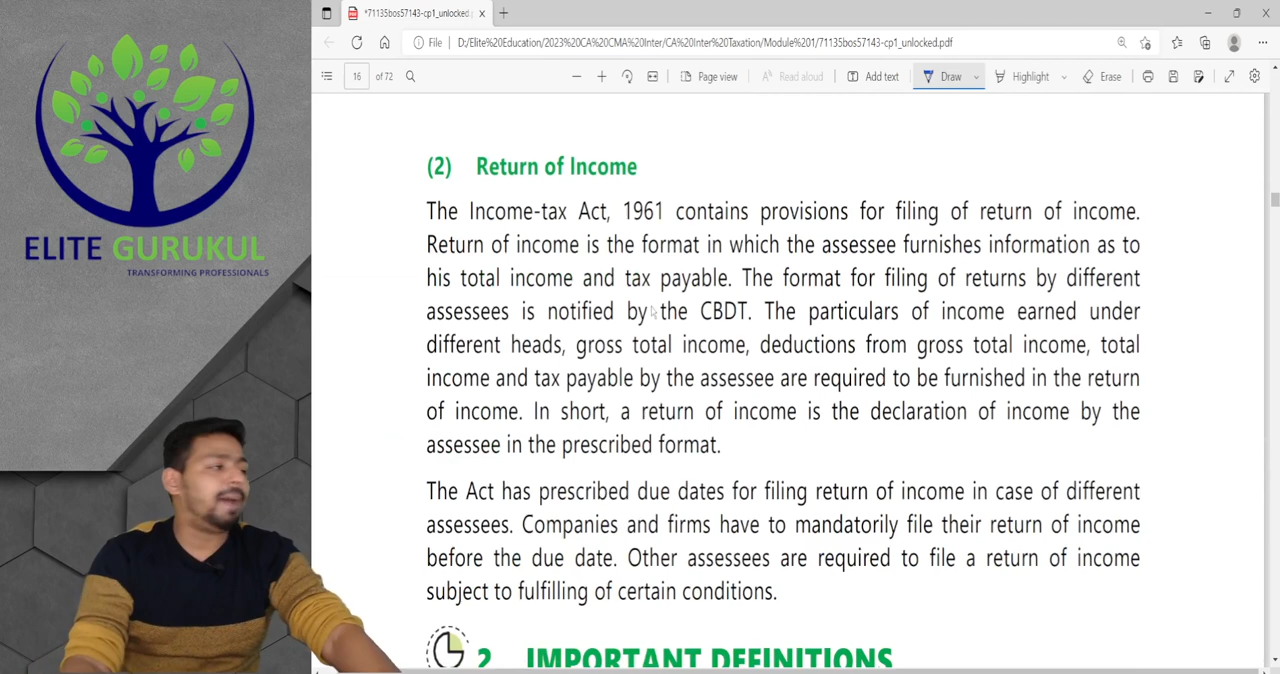 *71135bos57143-cp1_unlocked.
File
D:/Elite%20Education/2023%20CA%20CMA%20Inter/CA%20Inter%20Taxation/Module%201/71135bos57143-cp1_unlocked.pdf
16 of 72
Page view
Read aloud
Add text
Draw
Highlight
Erase
ELITE GURUKUL
TRANSFORMING PROFESSIONALS
(2) Return of Income
The Income-tax Act, 1961 contains provisions for filing of return of income.
Return of income is the format in which the assessee furnishes information as to
his total income and tax payable. The format for filing of returns by different
assessees is notified by the CBDT. The particulars of income earned under
different heads, gross total income, deductions from gross total income, total
income and tax payable by the assessee are required to be furnished in the return
of income. In short, a return of income is the declaration of income by the
assessee in the prescribed format.
The Act has prescribed due dates for filing return of income in case of different
assessees. Companies and firms have to mandatorily file their return of income
before the due date. Other assessees are required to file a return of income
subject to fulfilling of certain conditions.
2. IMPORTANT DEFINITIONS